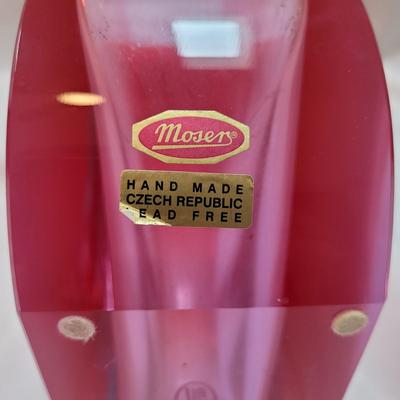 Moser®
HAND MADE
CZECH REPUBLIC
EAD FREE